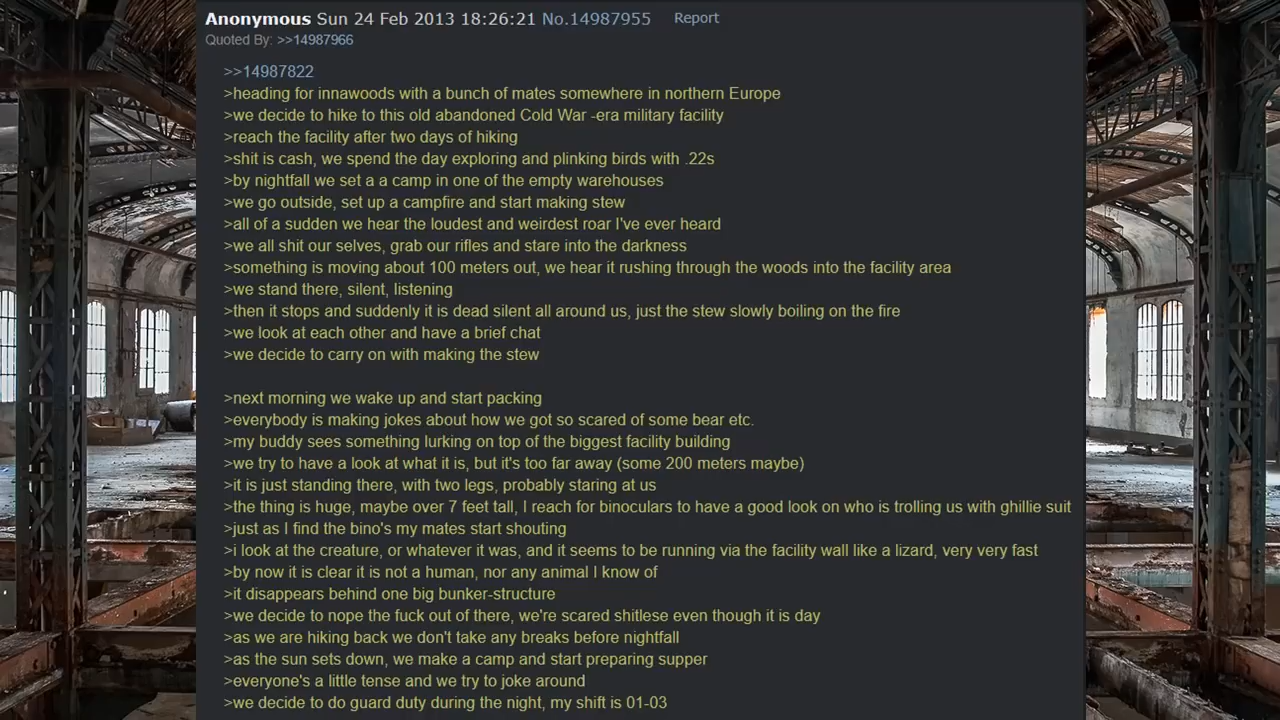 Anonymous Sun 24 Feb 2013 18:26:21 No.14987955 Report
Quoted By: >>14987966
>>14987822
>heading for innawoods with a bunch of mates somewhere in northern Europe
>we decide to hike to this old abandoned Cold War -era military facility
>reach the facility after two days of hiking
>shit is cash, we spend the day exploring and plinking birds with .22s
>by nightfall we set a a camp in one of the empty warehouses
>we go outside, set up a campfire and start making stew
>all of a sudden we hear the loudest and weirdest roar I've ever heard
>we all shit our selves, grab our rifles and stare into the darkness
>something is moving about 100 meters out, we hear it rushing through the woods into the facility area
>we stand there, silent, listening
>then it stops and suddenly it is dead silent all around us, just the stew slowly boiling on the fire
>we look at each other and have a brief chat
>we decide to carry on with making the stew
>next morning we wake up and start packing
>everybody is making jokes about how we got so scared of some bear etc.
>my buddy sees something lurking on top of the biggest facility building
>we try to have a look at what it is, but it's too far away (some 200 meters maybe)
>it is just standing there, with two legs, probably staring at us
>the thing is huge, maybe over 7 feet tall, I reach for binoculars to have a good look on who is trolling us with ghillie suit
>just as I find the bino's my mates start shouting
>i look at the creature, or whatever it was, and it seems to be running via the facility wall like a lizard, very very fast
>by now it is clear it is not a human, nor any animal I know of
>it disappears behind one big bunker-structure
>we decide to nope the fuck out of there, we're scared shitlese even though it is day
>as we are hiking back we don't take any breaks before nightfall
>as the sun sets down, we make a camp and start preparing supper
>everyone's a little tense and we try to joke around
>we decide to do guard duty during the night, my shift is 01-03